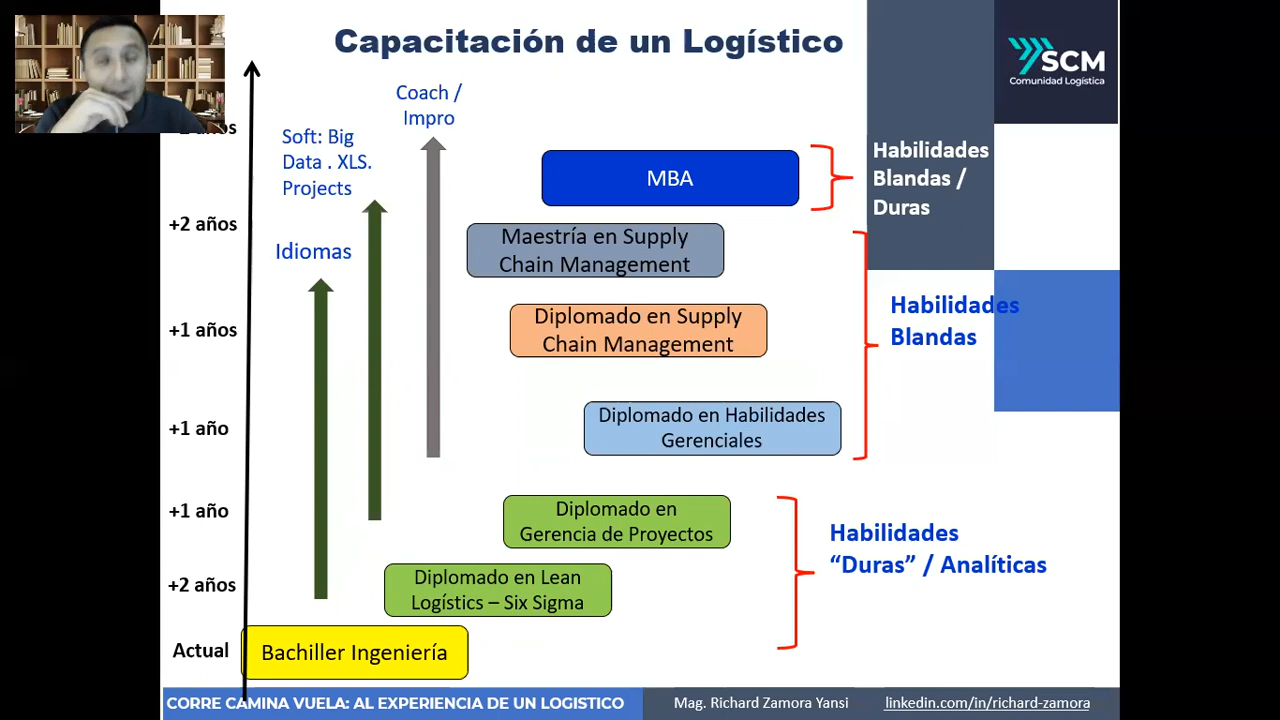 Capacitación de un Logístico
SCM
Comunidad Logística
Coach /
Impro
años
Soft: Big
Data . XLS.
Projects
MBA
Habilidades
Blandas /
Duras
+2 años
Idiomas
Maestría en Supply
Chain Management
Habilidades
Blandas
+1 años
Diplomado en Supply
Chain Management
+1 año
Diplomado en Habilidades
Gerenciales
+1 año
Diplomado en
Gerencia de Proyectos
Habilidades
“Duras” / Analíticas
+2 años
Diplomado en Lean
Logístics – Six Sigma
Actual
Bachiller Ingeniería
CORRE CAMINA VUELA: AL EXPERIENCIA DE UN LOGISTICO
Mag. Richard Zamora Yansi
linkedin.com/in/richard-zamora